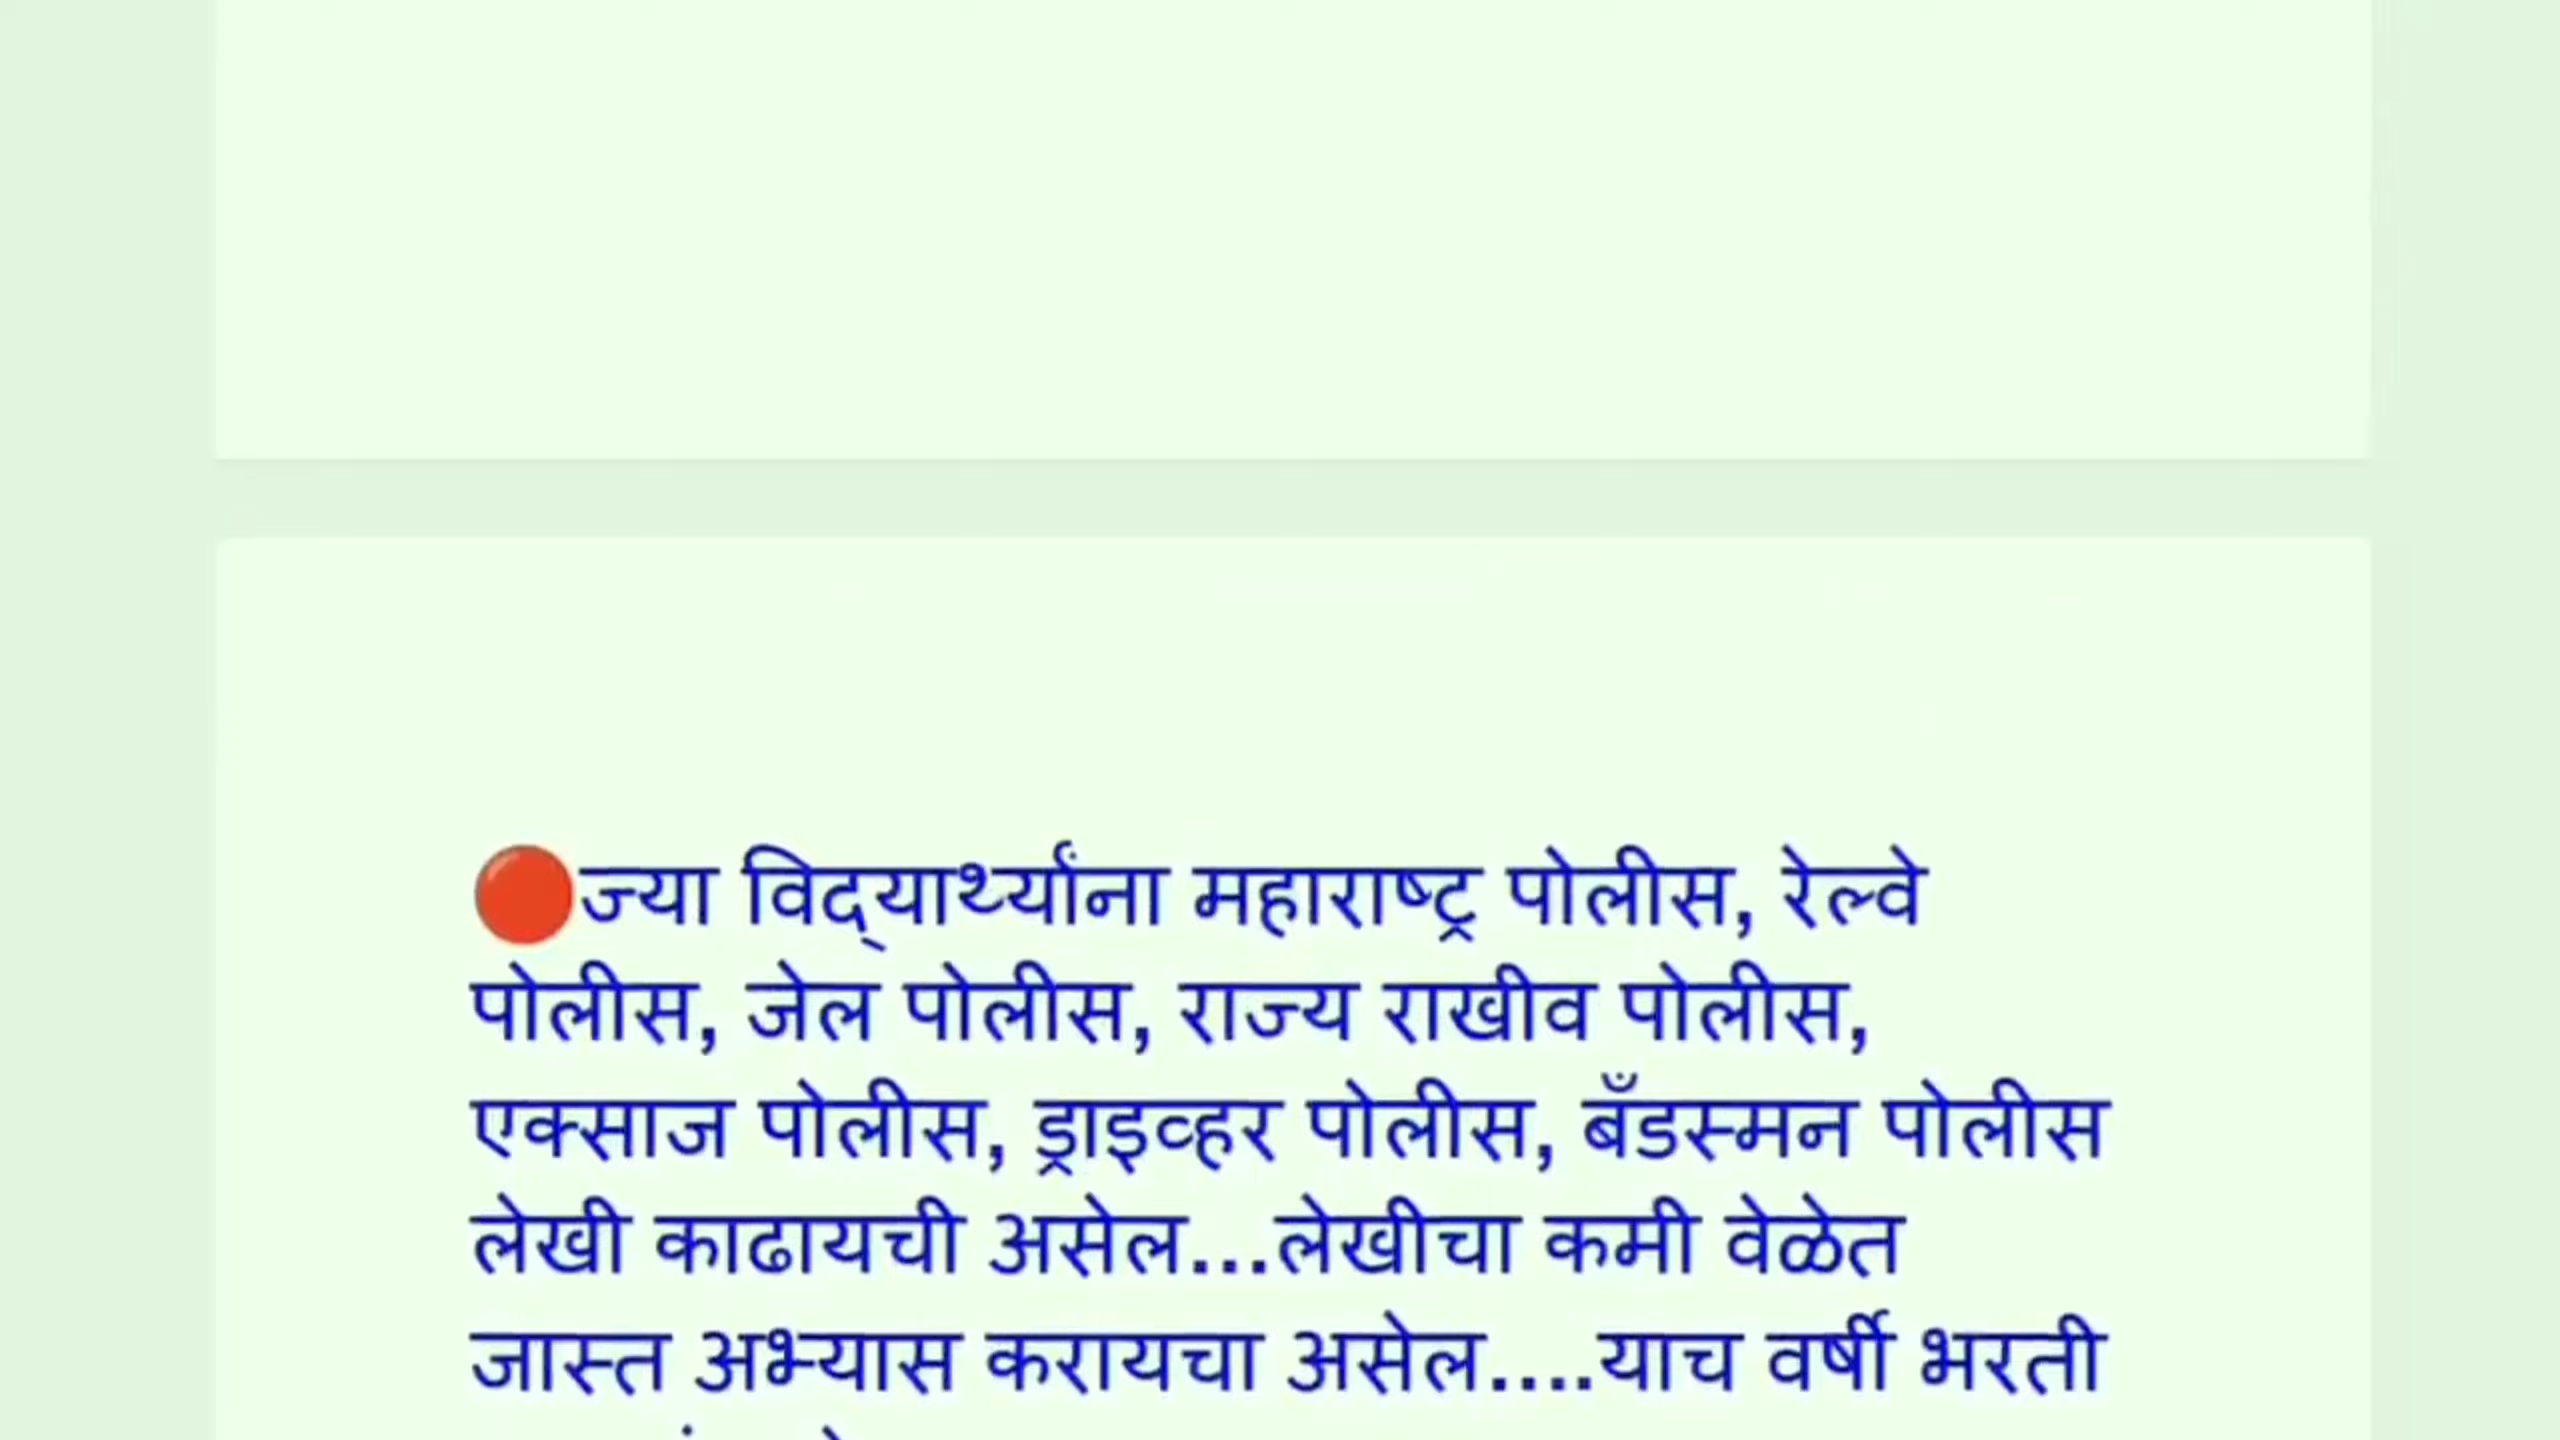 🔴ज्या विद्यार्थ्यांना महाराष्ट्र पोलीस, रेल्वे
पोलीस, जेल पोलीस, राज्य राखीव पोलीस,
एक्साज पोलीस, ड्राइव्हर पोलीस, बँडस्मन पोलीस
लेखी काढायची असेल...लेखीचा कमी वेळेत
जास्त अभ्यास करायचा असेल....याच वर्षी भरती